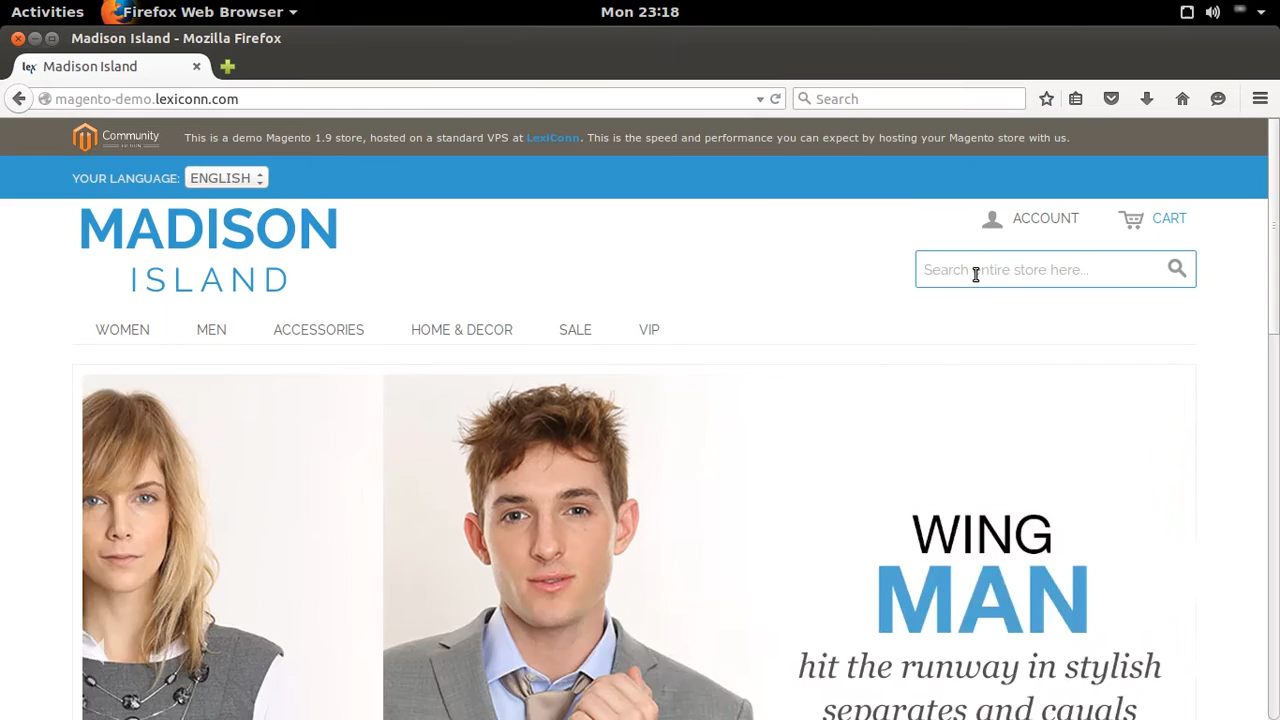 Activities Firefox Web Browser Mon 23:18
Madison Island - Mozilla Firefox
lex Madison Island
magento-demo.lexiconn.com Search
Community This is a demo Magento 1.9 store, hosted on a standard VPS at LexiConn. This is the speed and performance you can expect by hosting your Magento store with us.
YOUR LANGUAGE: ENGLISH
MADISON
ISLAND
ACCOUNT CART
Search entire store here...
WOMEN MEN ACCESSORIES HOME & DECOR SALE VIP
WING
MAN
hit the runway in stylish
separates and cauals